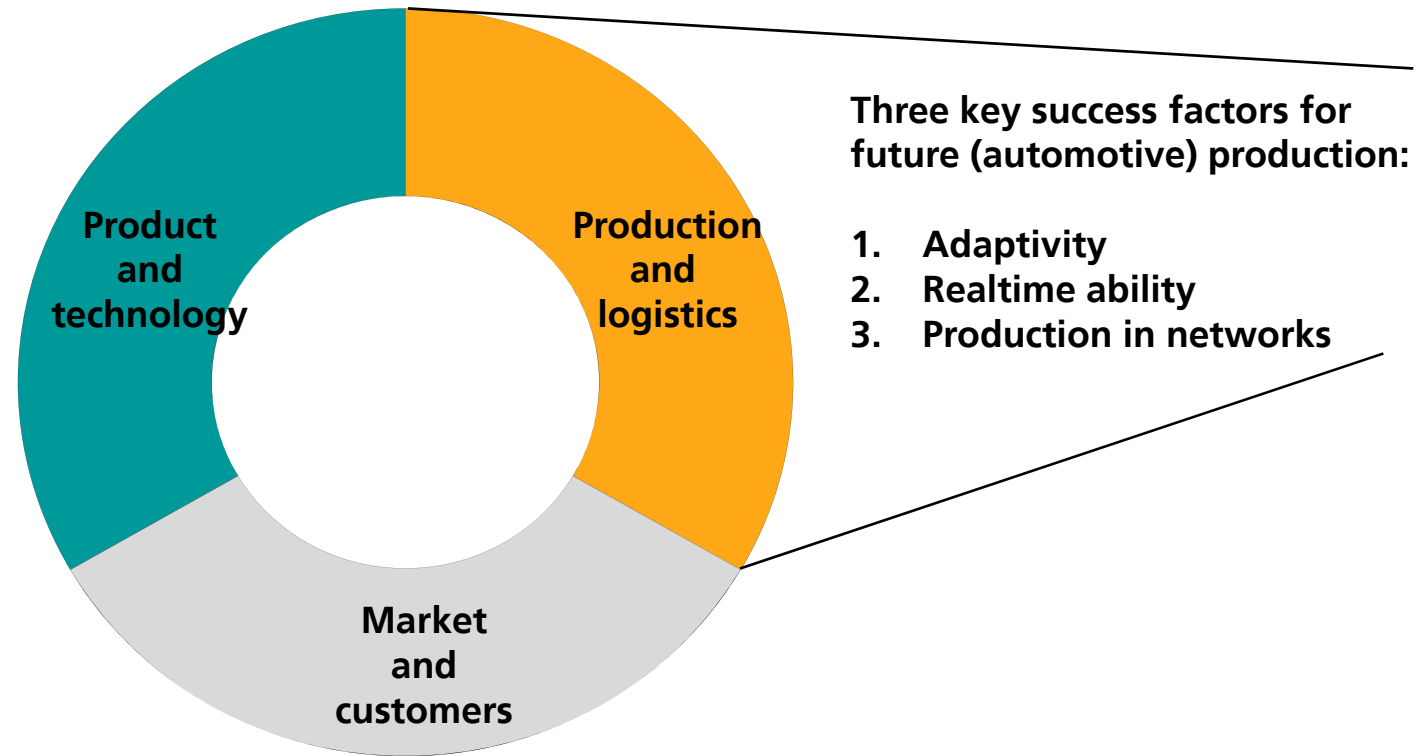 Product
and
technology
Production
and
logistics
Market
and
customers
Three key success factors for
future (automotive) production:
1. Adaptivity
2. Realtime ability
3. Production in networks